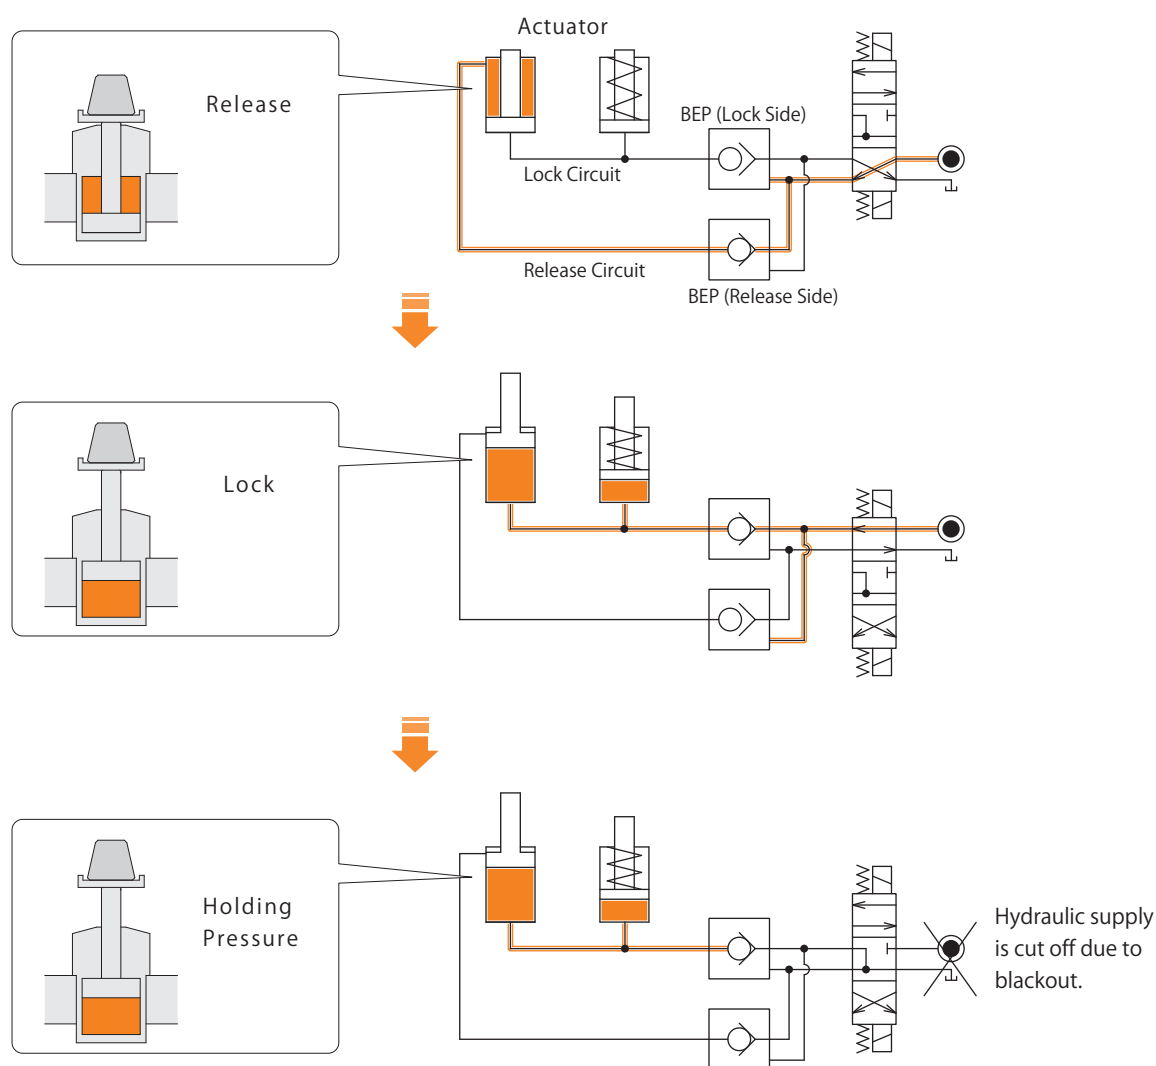 Actuator
Release
BEP (Lock Side)
Lock Circuit
Release Circuit
BEP (Release Side)
Lock
Holding
Pressure
Hydraulic supply
is cut off due to
blackout.